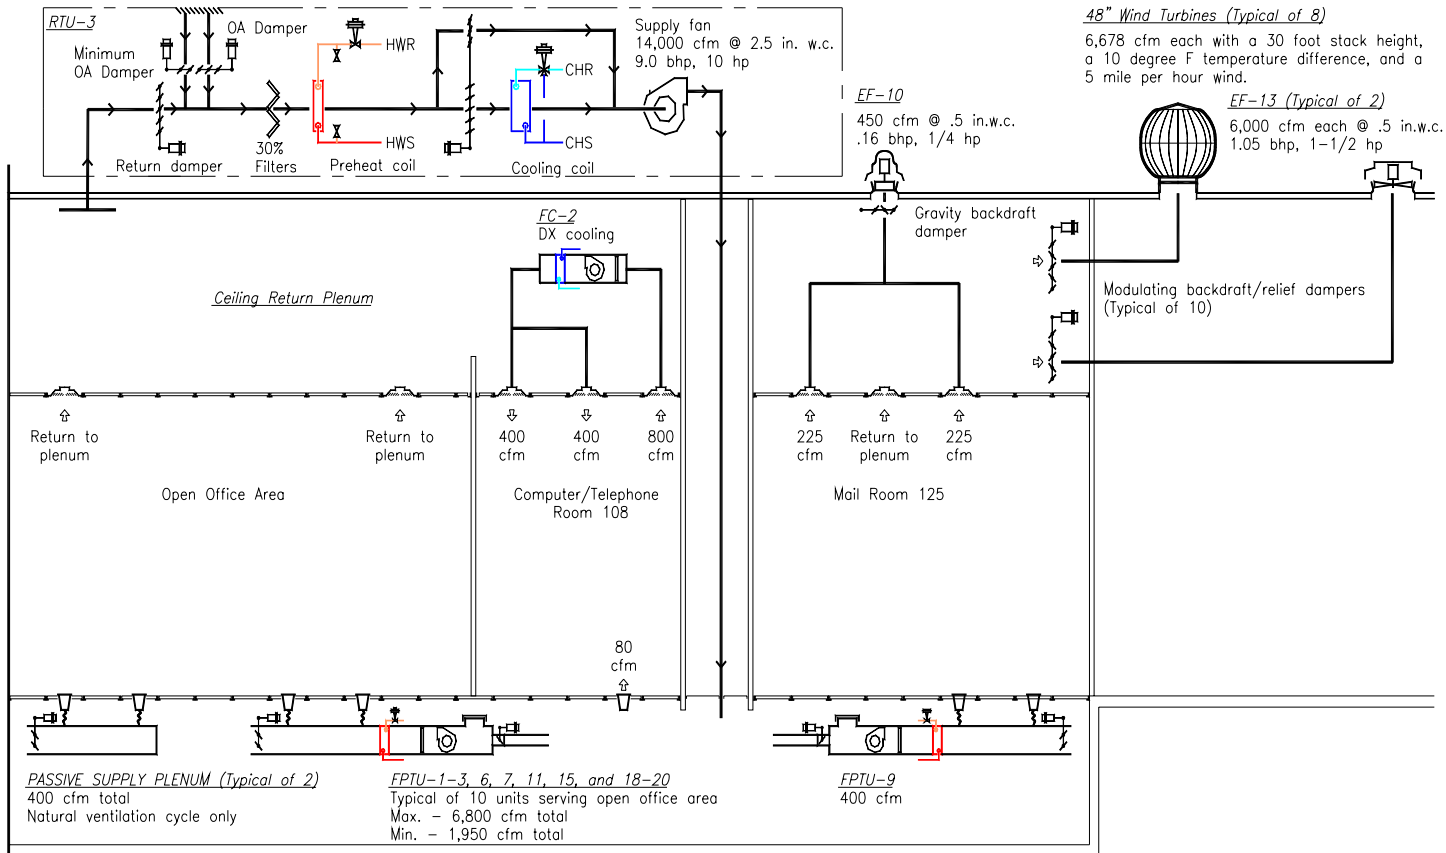 RTU-3
OA Damper
Minimum
OA Damper
HWR
HWS
CHR
CHS
Supply fan
14,000 cfm @ 2.5 in. w.c.
9.0 bhp, 10 hp
Return damper
30%
Filters
Preheat coil
Cooling coil
48" Wind Turbines (Typical of 8)
6,678 cfm each with a 30 foot stack height,
a 10 degree F temperature difference, and a
5 mile per hour wind.
EF-10
450 cfm @ .5 in.w.c.
.16 bhp, 1/4 hp
EF-13 (Typical of 2)
6,000 cfm each @ .5 in.w.c.
1.05 bhp, 1-1/2 hp
FC-2
DX cooling
Gravity backdraft
damper
Ceiling Return Plenum
Modulating backdraft/relief dampers
(Typical of 10)
Return to
plenum
Return to
plenum
400
cfm
400
cfm
800
cfm
225
cfm
Return to
plenum
225
cfm
Open Office Area
Computer/Telephone
Room 108
Mail Room 125
80
cfm
PASSIVE SUPPLY PLENUM (Typical of 2)
400 cfm total
Natural ventilation cycle only
FPTU-1-3, 6, 7, 11, 15, and 18-20
Typical of 10 units serving open office area
Max. - 6,800 cfm total
Min. - 1,950 cfm total
FPTU-9
400 cfm